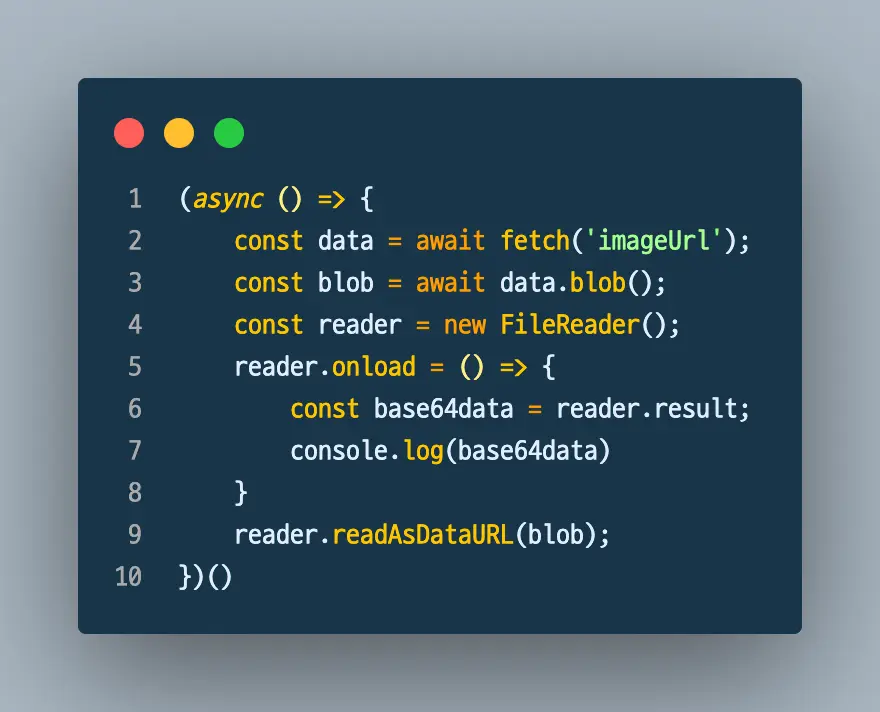 1 (async () => {
2     const data = await fetch('imageUrl');
3     const blob = await data.blob();
4     const reader = new FileReader();
5     reader.onload = () => {
6         const base64data = reader.result;
7         console.log(base64data)
8     }
9     reader.readAsDataURL(blob);
10 })()